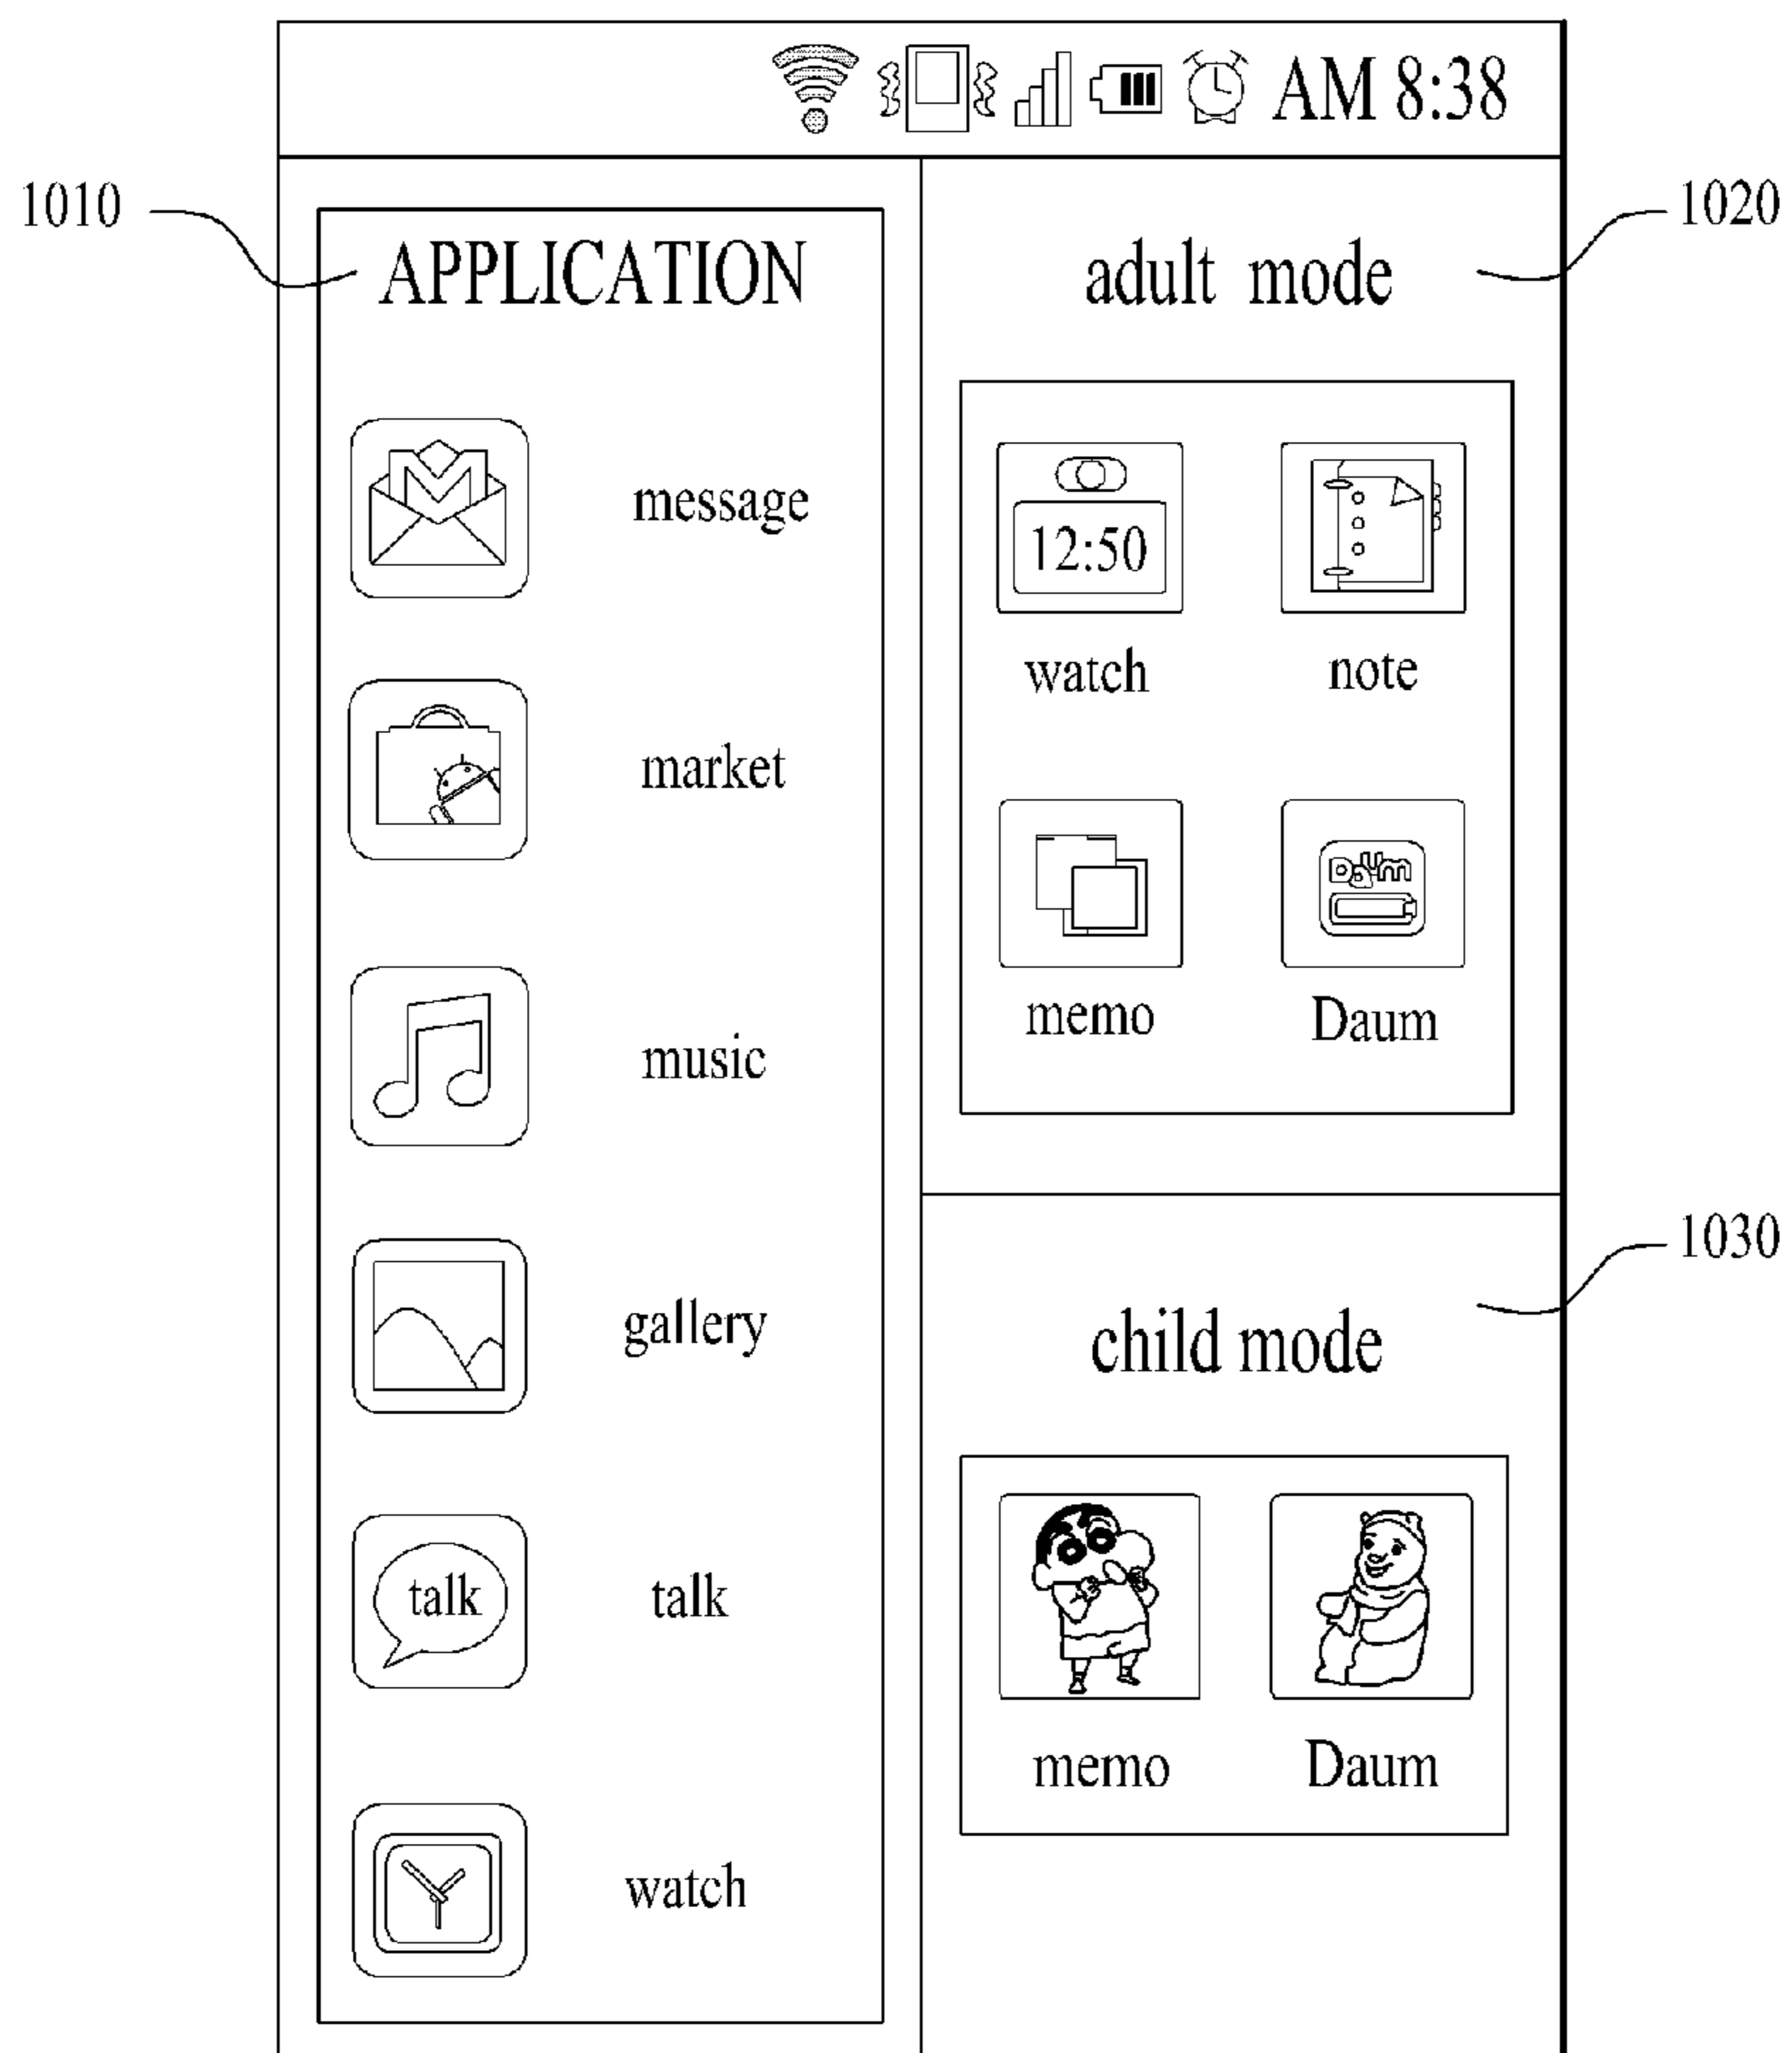 AM 8:38
1010
APPLICATION
message
market
music
gallery
talk
talk
watch
1020
adult mode
12:50
watch
note
Daum
memo
Daum
1030
child mode
memo
Daum